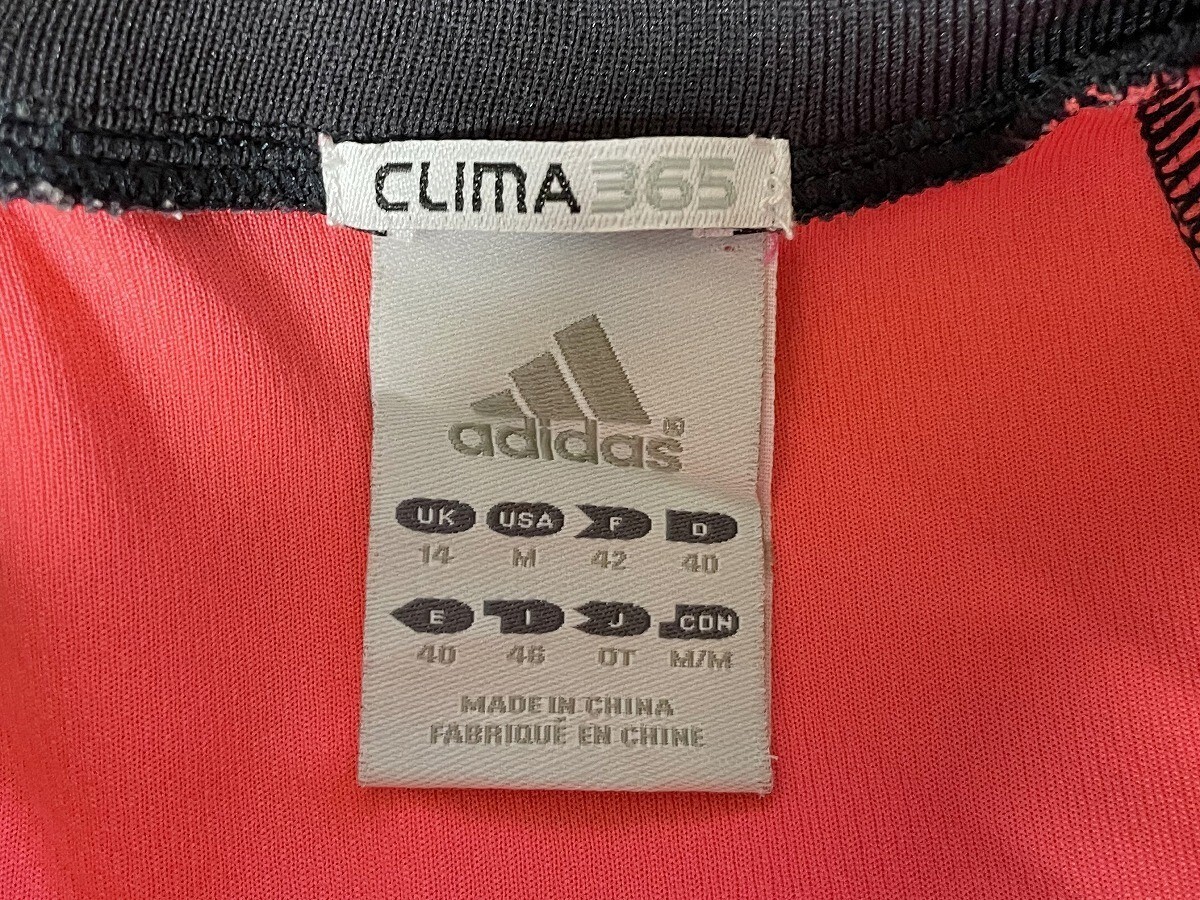 CLIMA365
adidas®
UK USA F D
14 M 42 40
E I J CDN
40 46 OT M/M
MADE IN CHINA
FABRIQUÉ EN CHINE